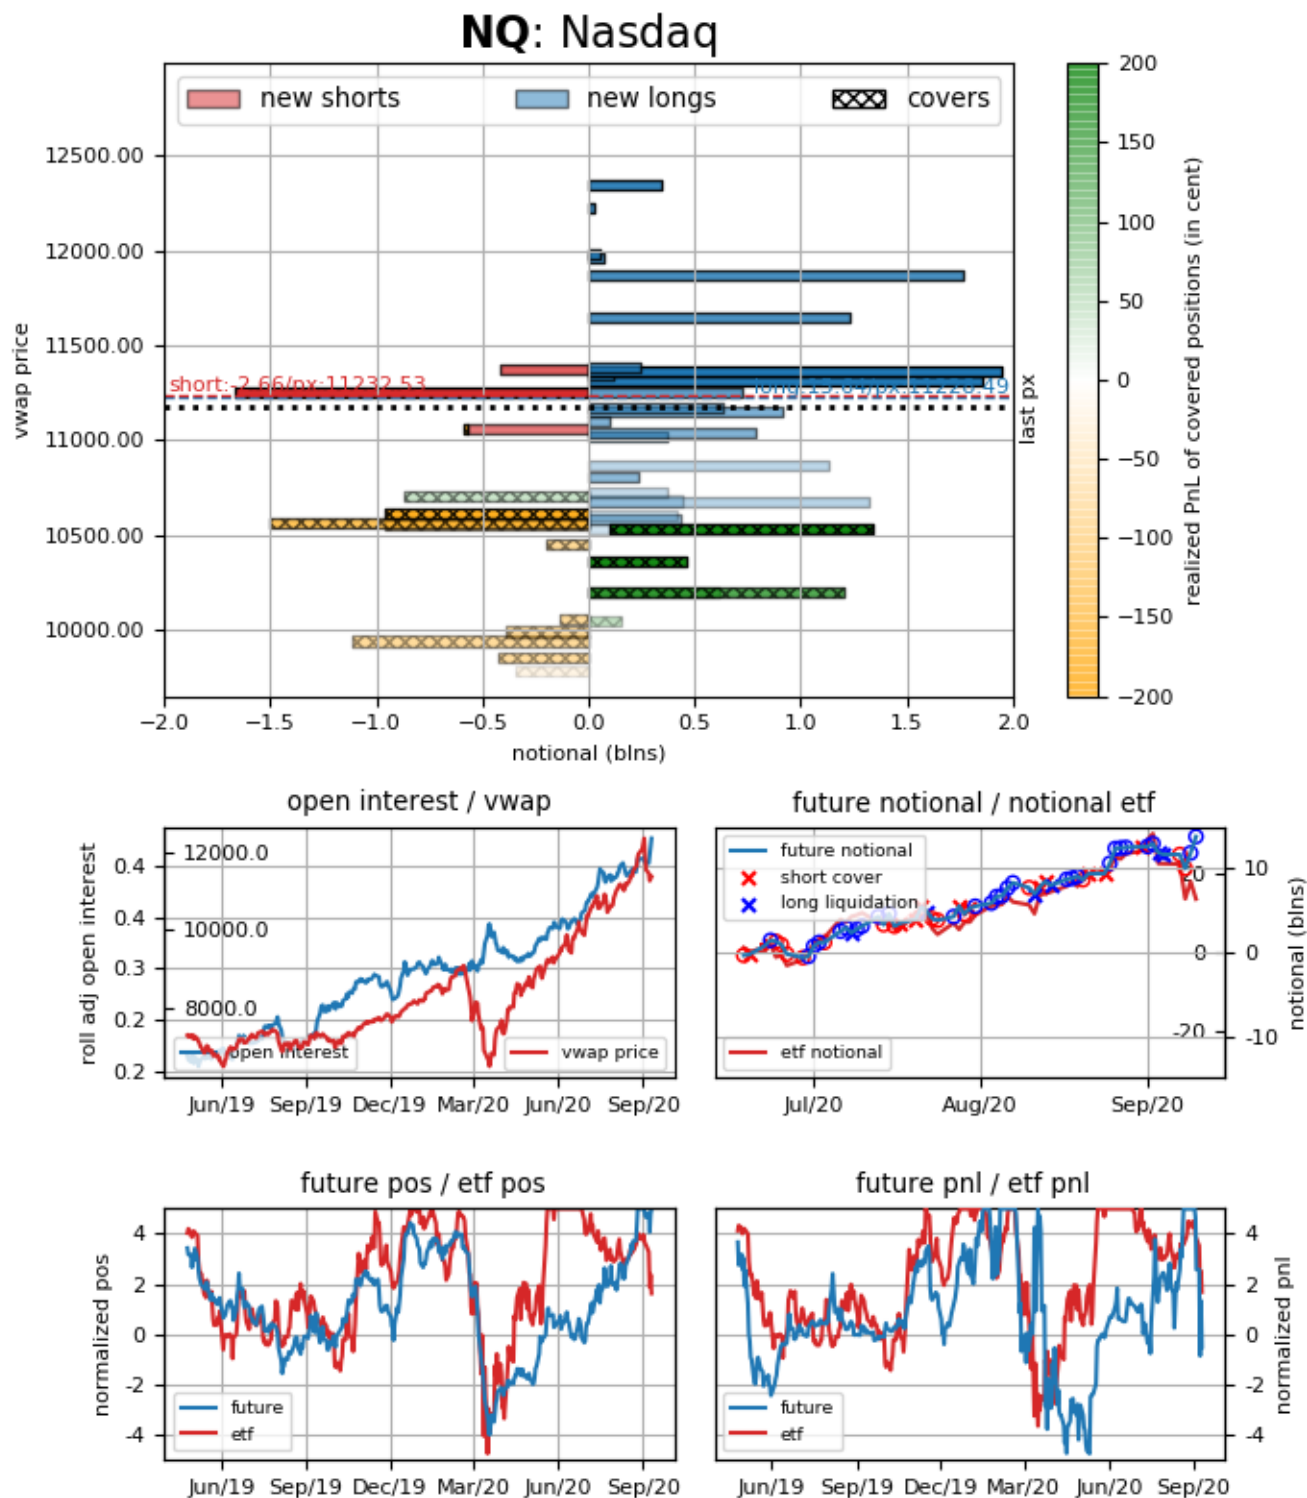 NQ: Nasdaq
new shorts
new longs
covers
12500.00
12000.00
11500.00
11000.00
10500.00
10000.00
vwap price
short:-2.66/px:11232.53
last px
−2.0
−1.5
−1.0
−0.5
0.0
0.5
1.0
1.5
2.0
notional (blns)
200
150
100
50
0
−50
−100
−150
−200
realized PnL of covered positions (in cent)
open interest / vwap
0.4
0.4
0.3
0.2
0.2
roll adj open interest
12000.0
10000.0
8000.0
open interest
vwap price
Jun/19
Sep/19
Dec/19
Mar/20
Jun/20
Sep/20
future notional / notional etf
future notional
short cover
long liquidation
etf notional
20
0
-20
10
0
-10
notional (blns)
Jul/20
Aug/20
Sep/20
future pos / etf pos
4
2
0
-2
-4
normalized pos
future
etf
Jun/19
Sep/19
Dec/19
Mar/20
Jun/20
Sep/20
future pnl / etf pnl
future
etf
4
2
0
-2
-4
normalized pnl
Jun/19
Sep/19
Dec/19
Mar/20
Jun/20
Sep/20